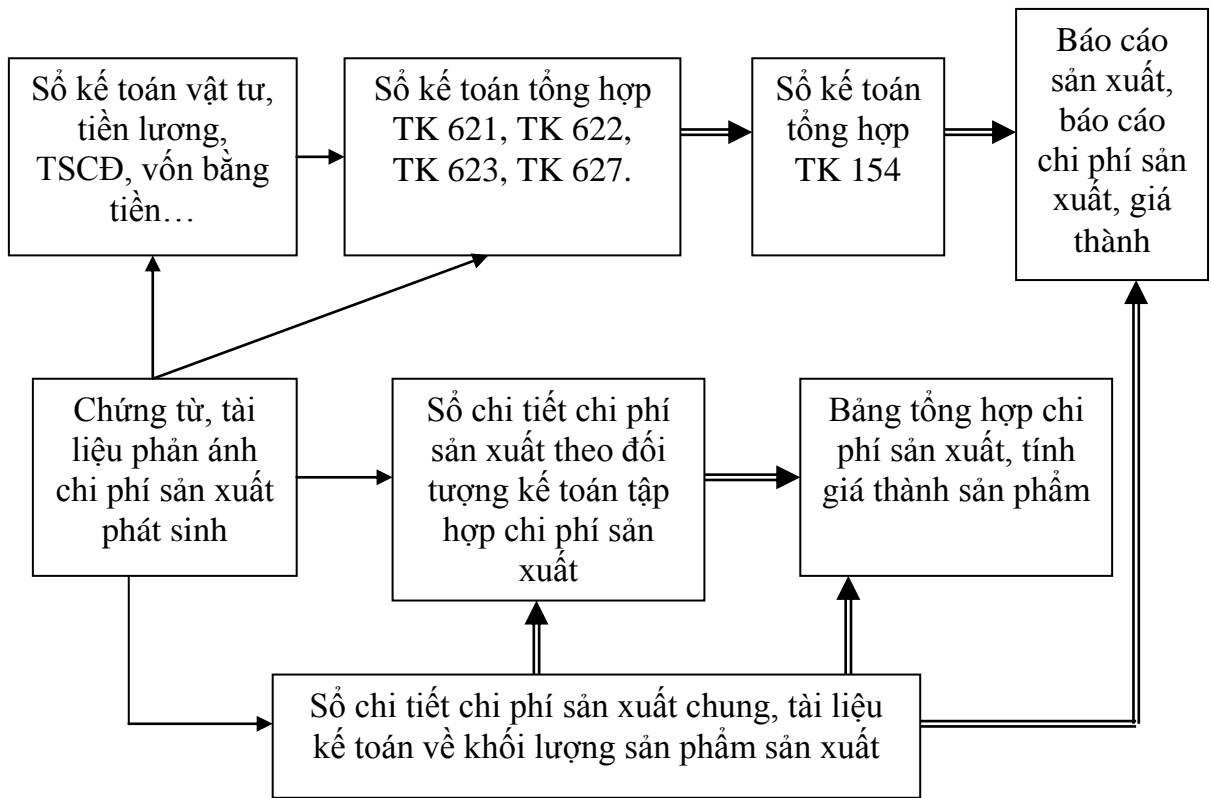 Sổ kế toán vật tư,
tiền lương,
TSCĐ, vốn bằng
tiền…
Sổ kế toán tổng hợp
TK 621, TK 622,
TK 623, TK 627.
Sổ kế toán
tổng hợp
TK 154
Báo cáo
sản xuất,
báo cáo
chi phí sản
xuất, giá
thành
Chứng từ, tài
liệu phản ánh
chi phí sản xuất
phát sinh
Sổ chi tiết chi phí
sản xuất theo đối
tượng kế toán tập
hợp chi phí sản
xuất
Bảng tổng hợp chi
phí sản xuất, tính
giá thành sản phẩm
Sổ chi tiết chi phí sản xuất chung, tài liệu
kế toán về khối lượng sản phẩm sản xuất